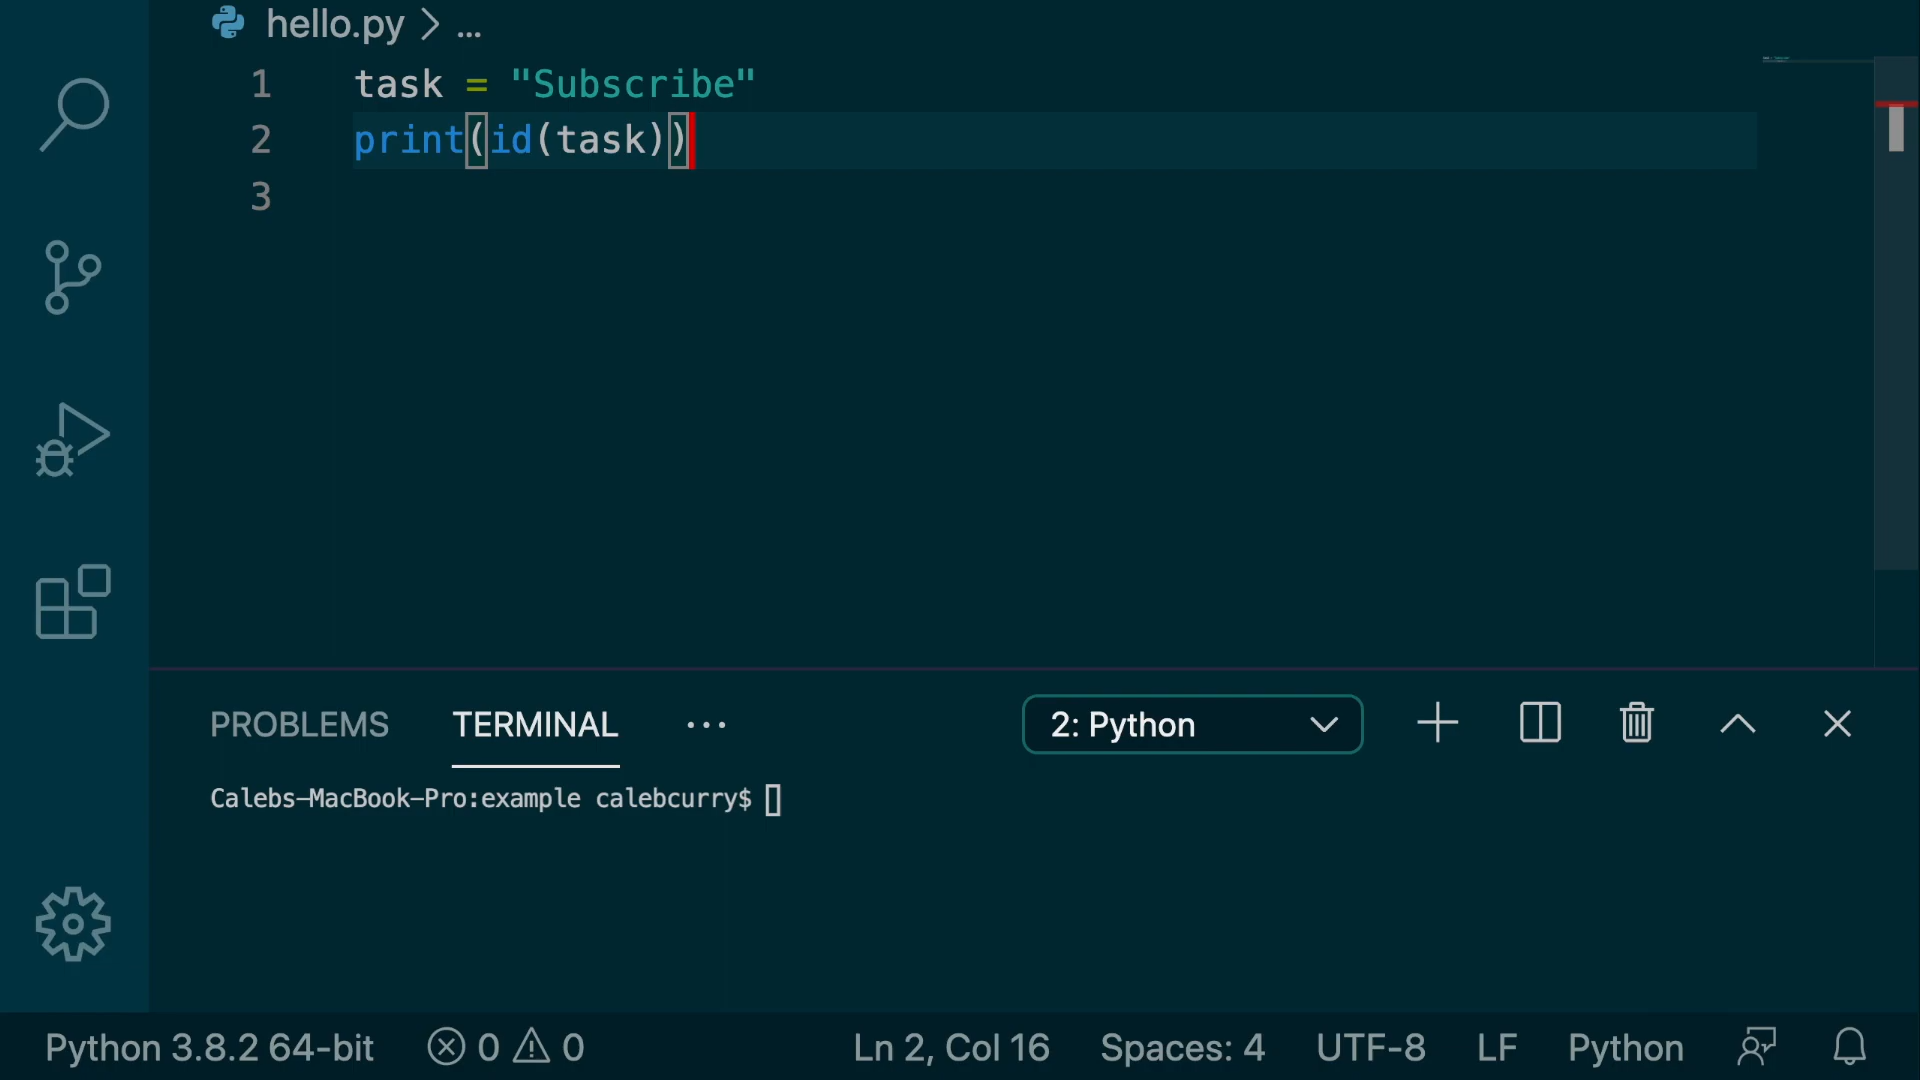 hello.py > ...
1 task = "Subscribe"
2 print(id(task))
3
PROBLEMS TERMINAL ... 2: Python
Calebs-MacBook-Pro:example calebcurry$
Python 3.8.2 64-bit 0 0 Ln 2, Col 16 Spaces: 4 UTF-8 LF Python